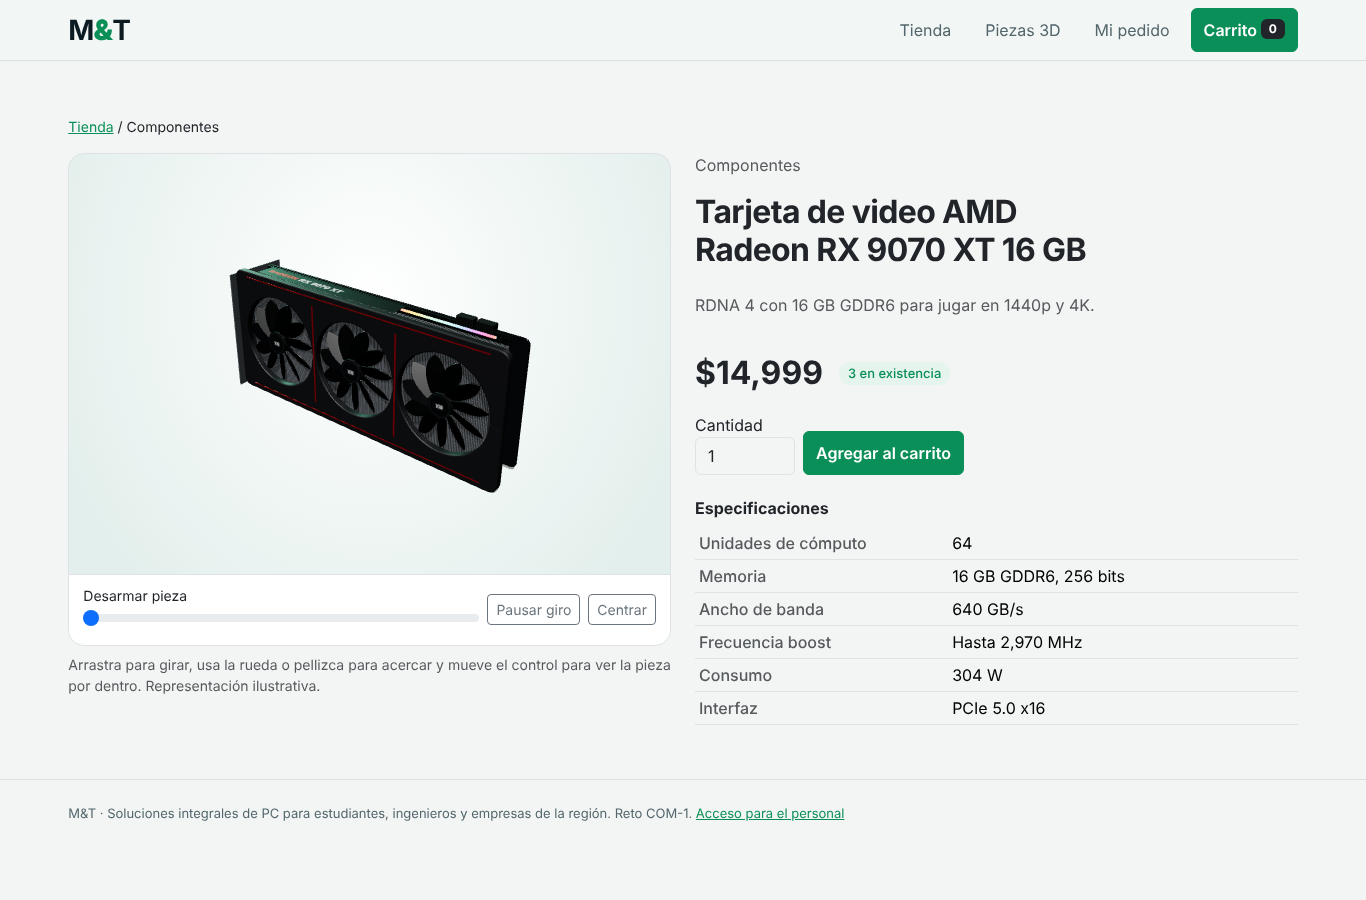 M&T
Tienda
Piezas 3D
Mi pedido
Carrito 0
Tienda / Componentes
RX 9070 XT
Desarmar pieza
Pausar giro
Centrar
Arrastra para girar, usa la rueda o pellizca para acercar y mueve el control para ver la pieza
por dentro. Representación ilustrativa.
Componentes
Tarjeta de video AMD
Radeon RX 9070 XT 16 GB
RDNA 4 con 16 GB GDDR6 para jugar en 1440p y 4K.
$14,999 3 en existencia
Cantidad
1
Agregar al carrito
Especificaciones
Unidades de cómputo 64
Memoria 16 GB GDDR6, 256 bits
Ancho de banda 640 GB/s
Frecuencia boost Hasta 2,970 MHz
Consumo 304 W
Interfaz PCIe 5.0 x16
M&T · Soluciones integrales de PC para estudiantes, ingenieros y empresas de la región. Reto COM-1. Acceso para el personal